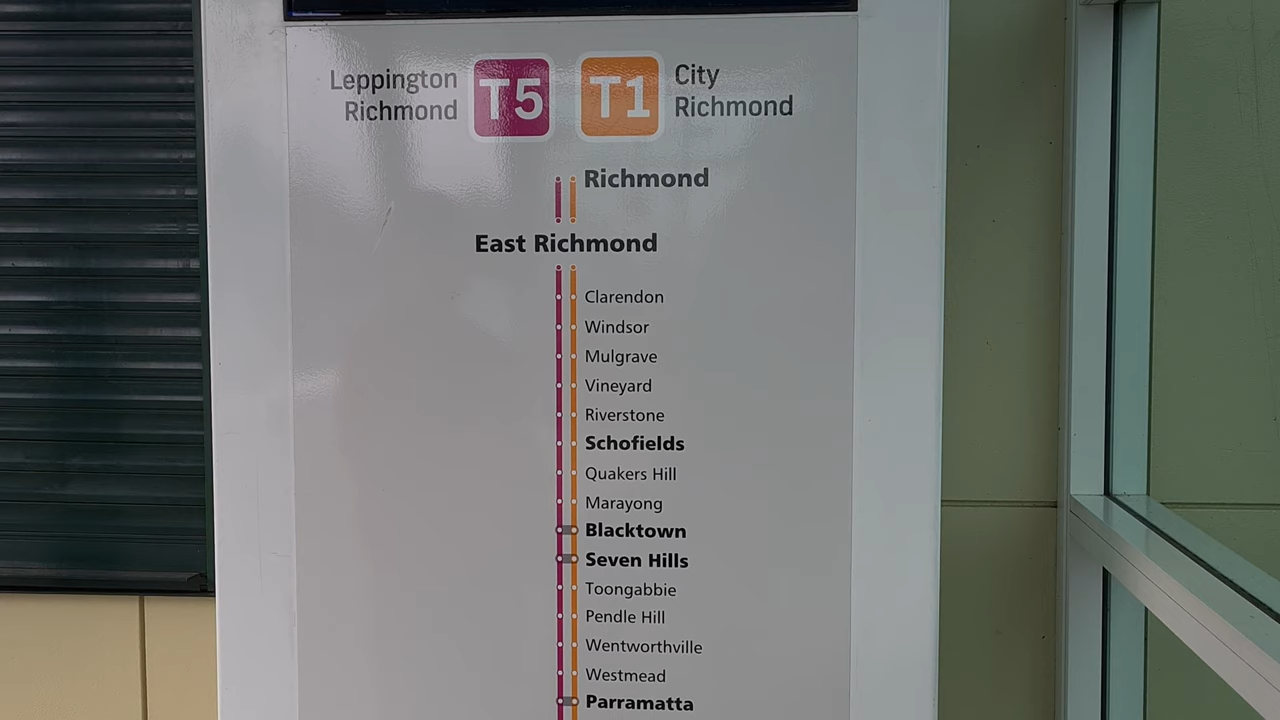 Leppington
Richmond
T5
T1
City
Richmond
Richmond
East Richmond
Clarendon
Windsor
Mulgrave
Vineyard
Riverstone
Schofields
Quakers Hill
Marayong
Blacktown
Seven Hills
Toongabbie
Pendle Hill
Wentworthville
Westmead
Parramatta